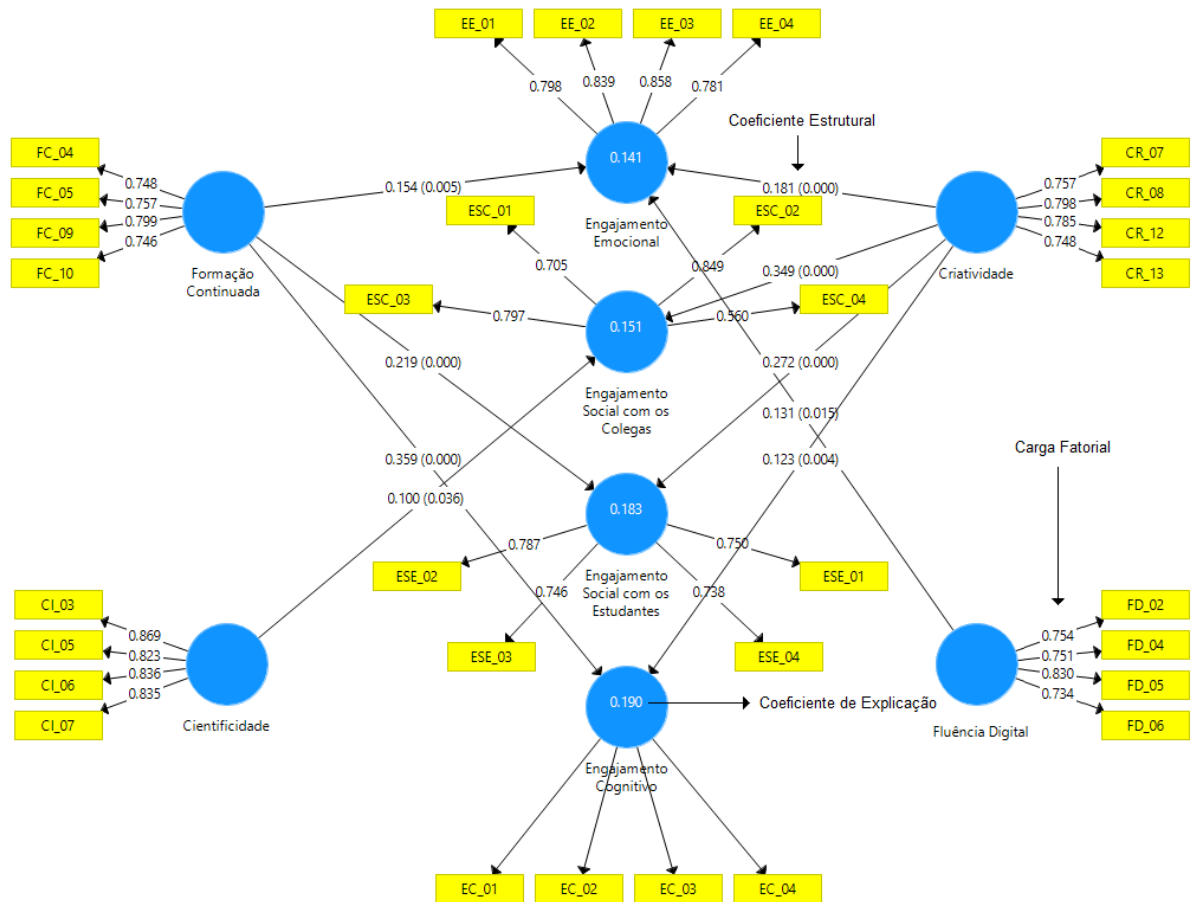 EE_01
EE_02
EE_03
EE_04
0.798
0.839
0.858
0.781
Coeficiente Estrutural
0.141
Engajamento
Emocional
FC_04
FC_05
FC_09
FC_10
0.748
0.757
0.799
0.746
Formação
Continuada
0.154 (0.005)
0.181 (0.000)
CR_07
CR_08
CR_12
CR_13
0.757
0.798
0.785
0.748
Criatividade
ESC_01
ESC_02
0.705
0.849
0.349 (0.000)
ESC_03
ESC_04
0.797
0.560
0.151
Engajamento
Social com os
Colegas
0.219 (0.000)
0.272 (0.000)
0.131 (0.015)
0.359 (0.000)
0.123 (0.004)
0.100 (0.036)
Carga Fatorial
0.183
Engajamento
Social com os
Estudantes
0.787
0.750
0.746
0.738
ESE_02
ESE_01
ESE_03
ESE_04
CI_03
CI_05
CI_06
CI_07
0.869
0.823
0.836
0.835
Cientificidade
FD_02
FD_04
FD_05
FD_06
0.754
0.751
0.830
0.734
Fluência Digital
0.190
Coeficiente de Explicação
Engajamento
Cognitivo
EC_01
EC_02
EC_03
EC_04